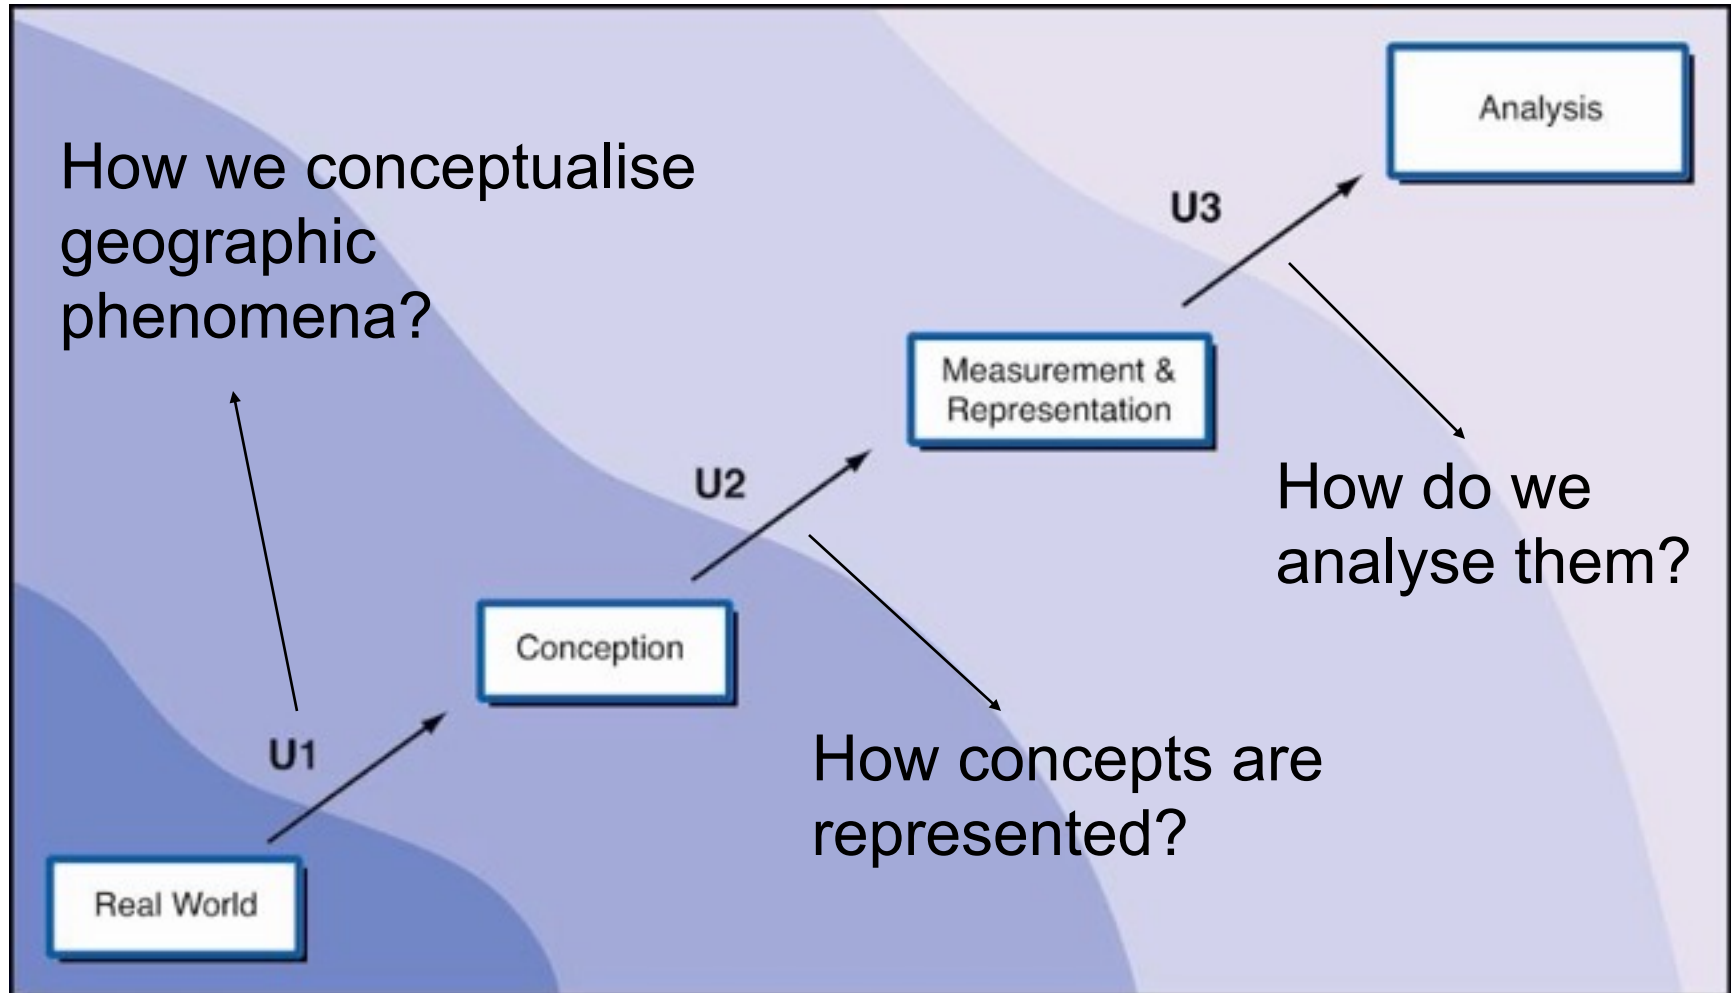 Analysis
How we conceptualise
geographic
phenomena?
U3
Measurement &
Representation
U2
How do we
analyse them?
Conception
U1
How concepts are
represented?
Real World